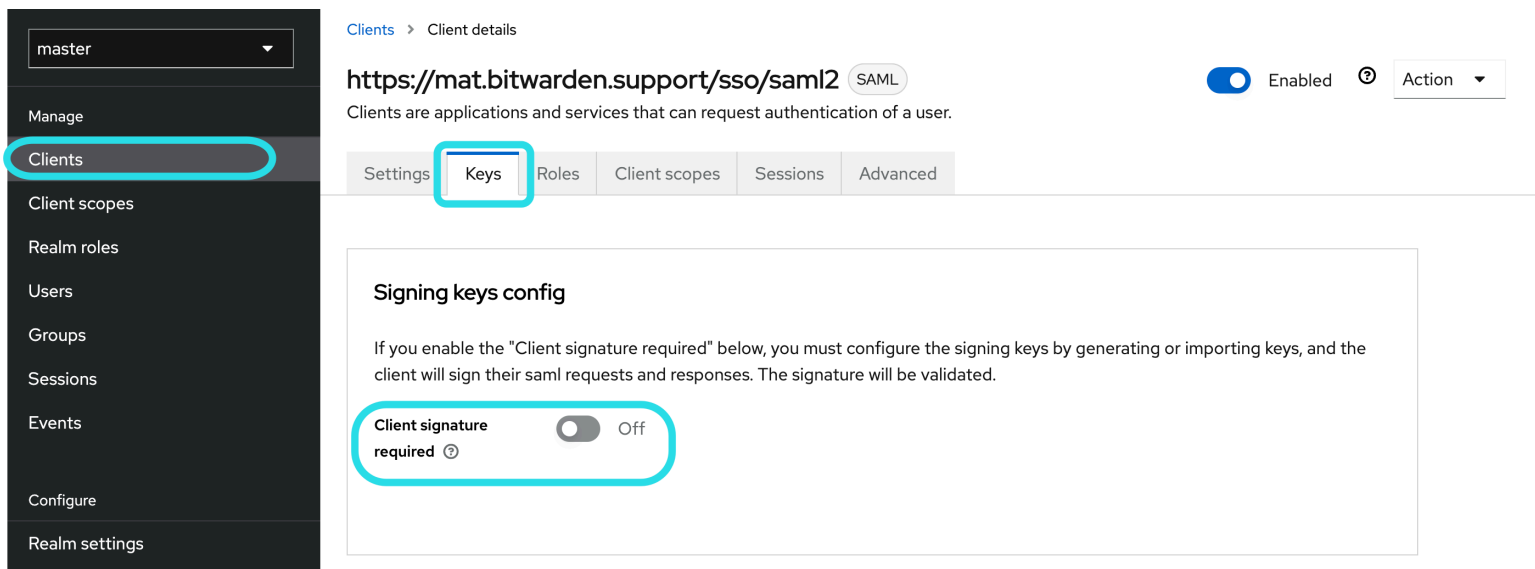 master
Manage
Clients
Client scopes
Realm roles
Users
Groups
Sessions
Events
Configure
Realm settings
Clients > Client details
https://mat.bitwarden.support/sso/saml2 SAML
Enabled ? Action
Clients are applications and services that can request authentication of a user.
Settings Keys Roles Client scopes Sessions Advanced
Signing keys config
If you enable the "Client signature required" below, you must configure the signing keys by generating or importing keys, and the
client will sign their saml requests and responses. The signature will be validated.
Client signature
required ?
Off